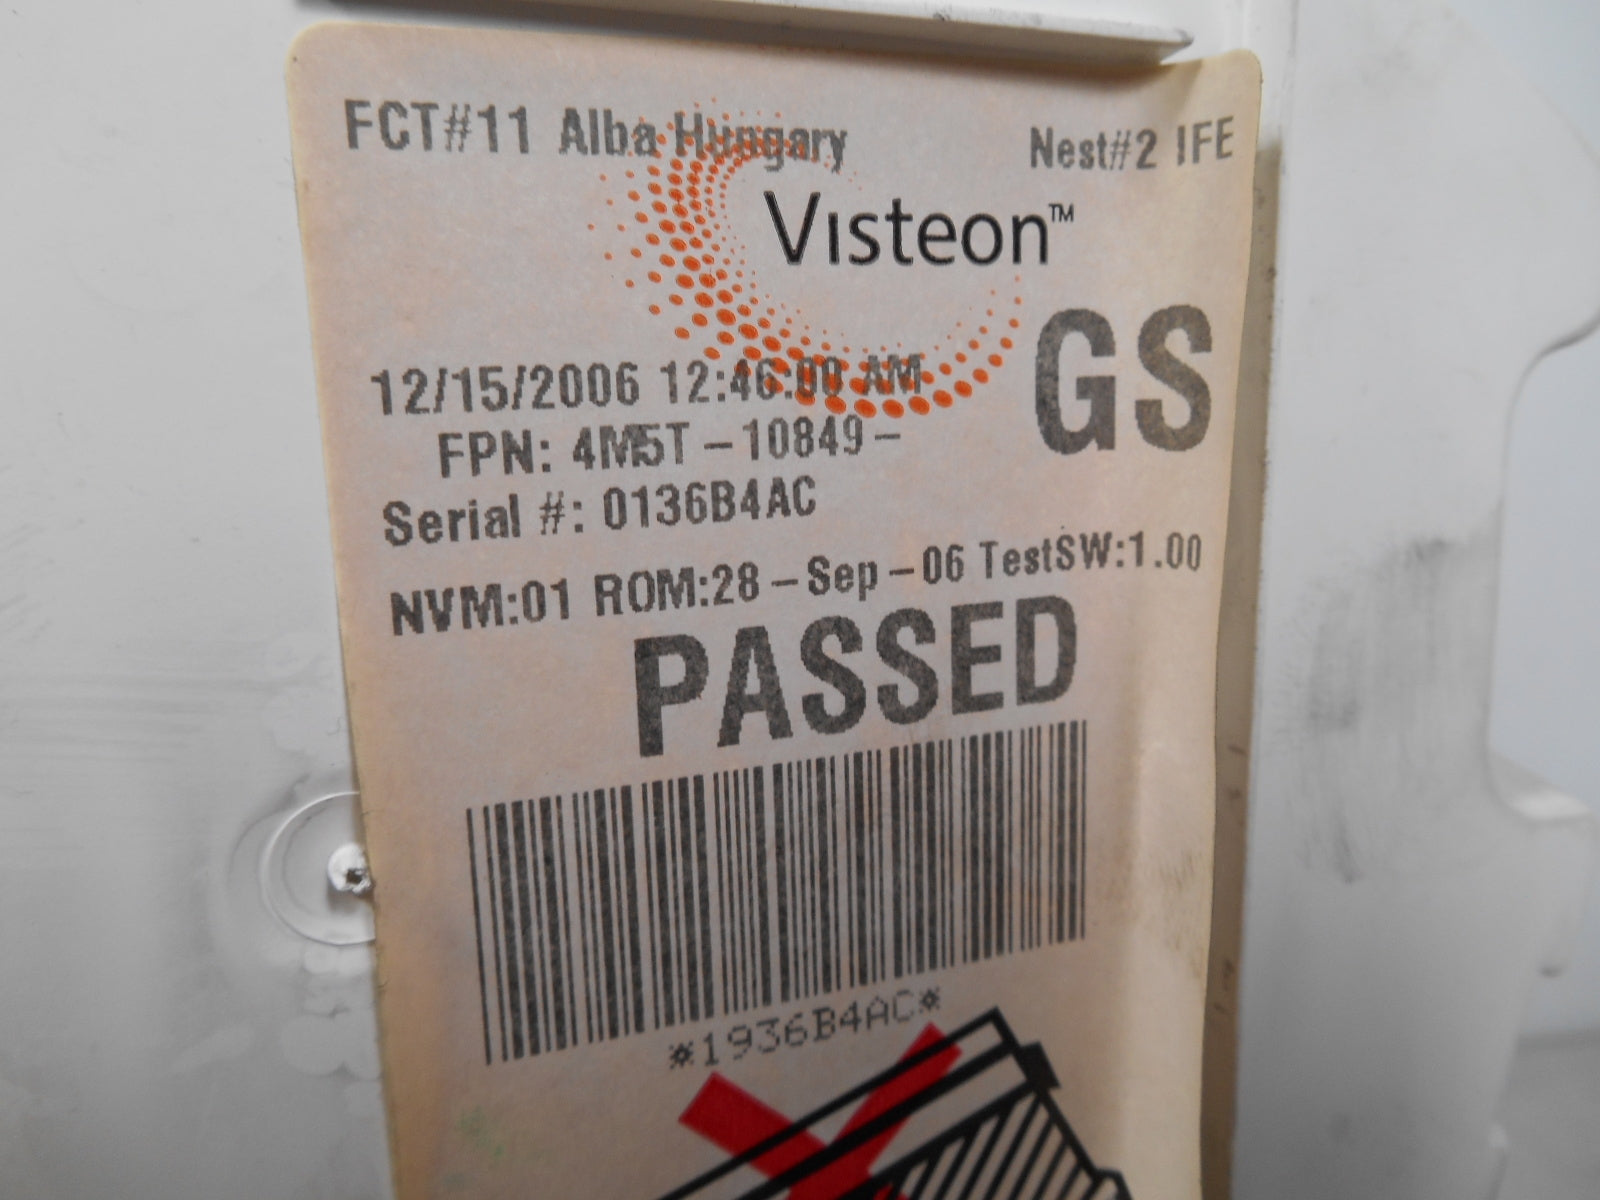 FCT#11 Alba Hungary Nest#2 IFE
Visteon™
GS
12/15/2006 12:46:00 AM
FPN: 4M5T-10849-
Serial #: 0136B4AC
NVM:01 ROM:28-Sep-06 TestSW:1.00
PASSED
*1936B4AC*